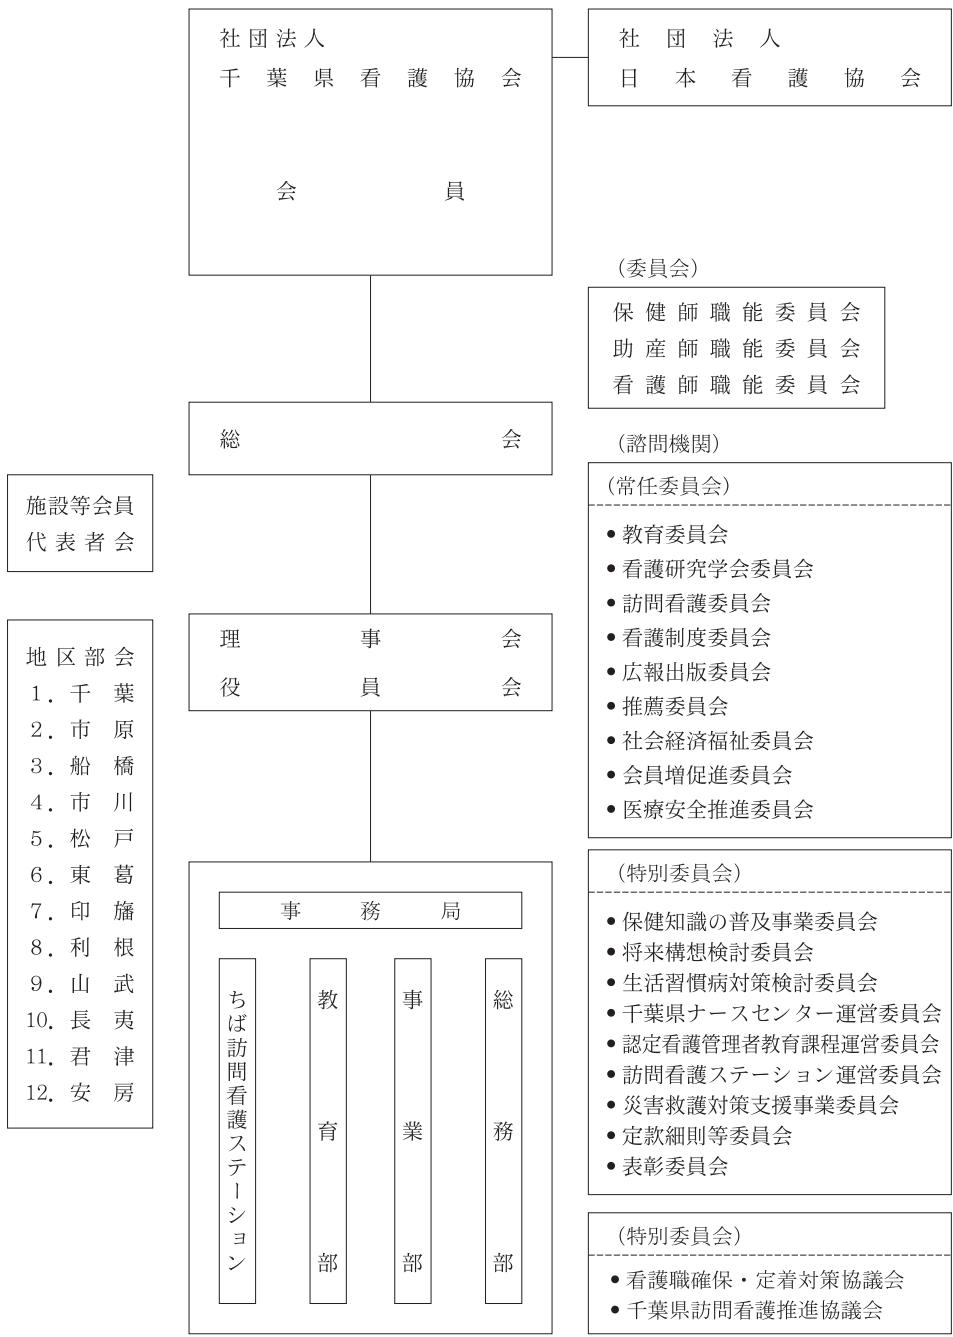 社団法人
千葉県看護協会
会員
社団法人
日本看護協会
(委員会)
保健師職能委員会
助産師職能委員会
看護師職能委員会
総会
(諮問機関)
(常任委員会)
●教育委員会
●看護研究学会委員会
●訪問看護委員会
●看護制度委員会
●広報出版委員会
●推薦委員会
●社会経済福祉委員会
●会員増促進委員会
●医療安全推進委員会
施設等会員
代表者会
理事会
役員会
地区部会
1. 千葉
2. 市原
3. 船橋
4. 市川
5. 松戸
6. 東葛
7. 印旛
8. 利根
9. 山武
10. 長夷
11. 君津
12. 安房
事務局
ちば訪問看護ステーション
教育部
事業部
総務部
(特別委員会)
●保健知識の普及事業委員会
●将来構想検討委員会
●生活習慣病対策検討委員会
●千葉県ナースセンター運営委員会
●認定看護管理者教育課程運営委員会
●訪問看護ステーション運営委員会
●災害救護対策支援事業委員会
●定款細則等委員会
●表彰委員会
(特別委員会)
●看護職確保・定着対策協議会
●千葉県訪問看護推進協議会